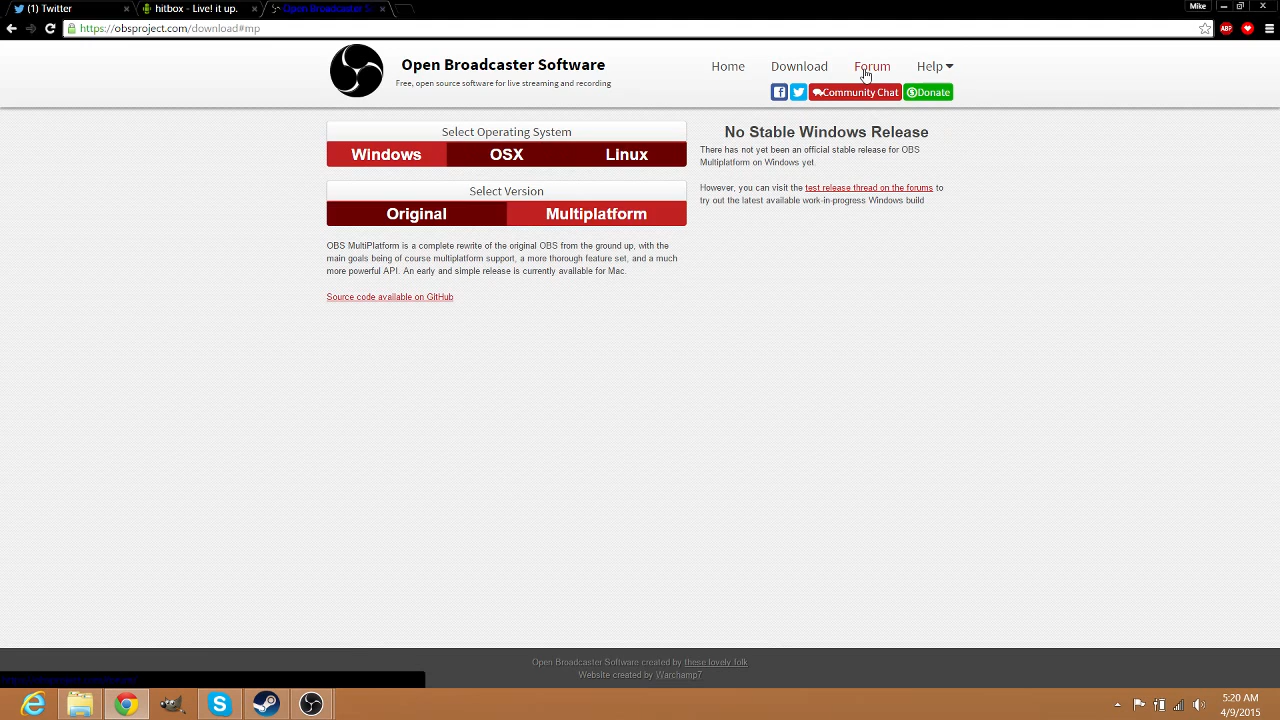 (1) Twitter
hitbox - Live! it up.
Open Broadcaster S
Mike
https://obsproject.com/download#mp
ABP
Open Broadcaster Software
Free, open source software for live streaming and recording
Home
Download
Forum
Help
Community Chat
Donate
Select Operating System
Windows
OSX
Linux
Select Version
Original
Multiplatform
OBS MultiPlatform is a complete rewrite of the original OBS from the ground up, with the
main goals being of course multiplatform support, a more thorough feature set, and a much
more powerful API. An early and simple release is currently available for Mac.
Source code available on GitHub
No Stable Windows Release
There has not yet been an official stable release for OBS
Multiplatform on Windows yet.
However, you can visit the test release thread on the forums to
try out the latest available work-in-progress Windows build
Open Broadcaster Software created by these lovely folk
Website created by Warchamp7
5:20 AM
4/9/2015